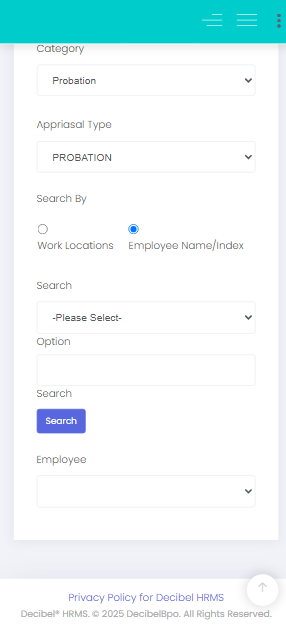 Category
Probation
Appriasal Type
PROBATION
Search By
Work Locations
Employee Name/Index
Search
-Please Select-
Option
Search
Search
Employee
Privacy Policy for Decibel HRMS
Decibel® HRMS. © 2025 DecibelBpo. All Rights Reserved.